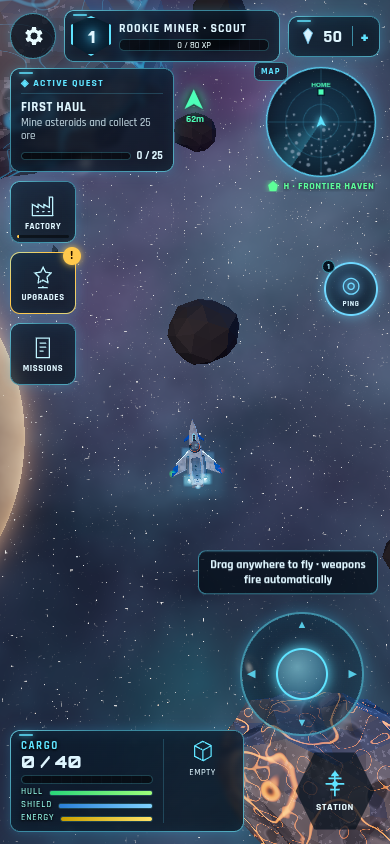 1
ROOKIE MINER · SCOUT
0 / 80 XP
50
+
ACTIVE QUEST
FIRST HAUL
Mine asteroids and collect 25
ore
0 / 25
62m
MAP
HOME
H · FRONTIER HAVEN
FACTORY
!
UPGRADES
MISSIONS
1
PING
Drag anywhere to fly · weapons
fire automatically
CARGO
0 / 40
HULL
SHIELD
ENERGY
EMPTY
STATION